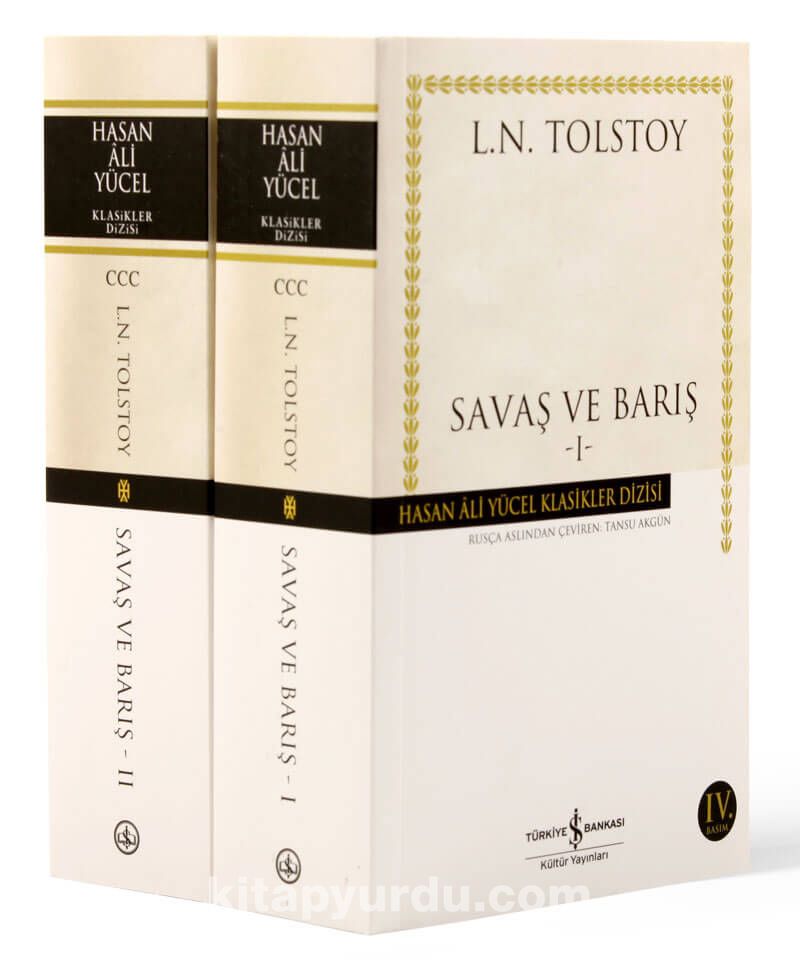 HASAN
ÂLİ
YÜCEL
KLASİKLER
DİZİSİ
CCC
L.N. TOLSTOY
SAVAŞ VE BARIŞ - II
HASAN
ÂLİ
YÜCEL
KLASİKLER
DİZİSİ
CCC
L.N. TOLSTOY
SAVAŞ VE BARIŞ - I
L.N. TOLSTOY
SAVAŞ VE BARIŞ
-I-
HASAN ÂLİ YÜCEL KLASİKLER DİZİSİ
RUSÇA ASLINDAN ÇEVİREN: TANSU AKGÜN
IV.
BASIM
TÜRKİYE İŞ BANKASI
Kültür Yayınları
kitapyurdu.com